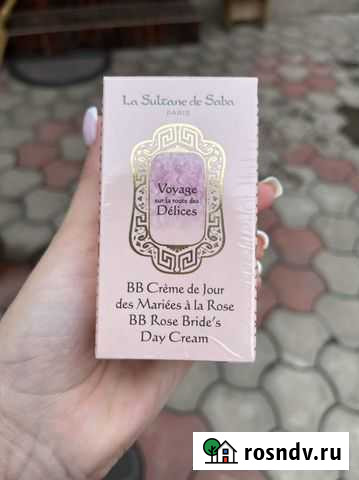 La Sultane de Saba
PARIS
Voyage
sur la route des
Délices
BB Crème de Jour
des Mariées à la Rose
BB Rose Bride's
Day Cream
rosndv.ru